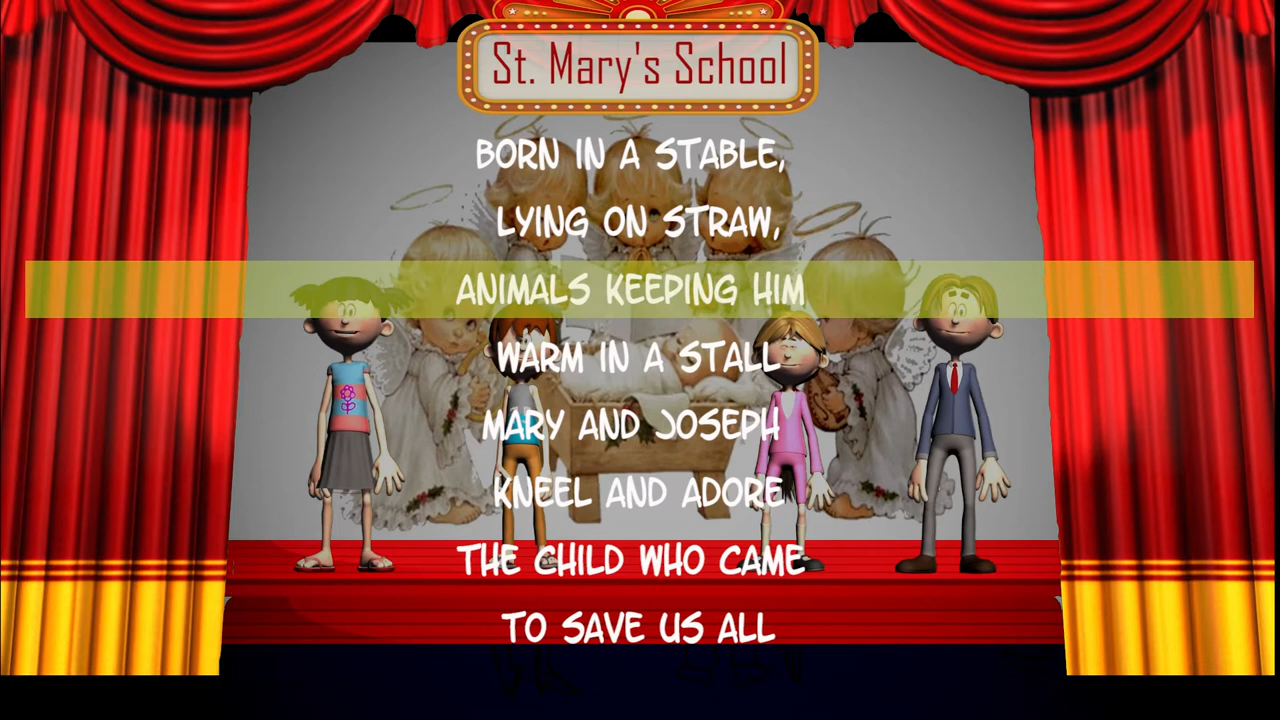 St. Mary's School
BORN IN A STABLE,
LYING ON STRAW,
ANIMALS KEEPING HIM
WARM IN A STALL
MARY AND JOSEPH
KNEEL AND ADORE
THE CHILD WHO CAME
TO SAVE US ALL